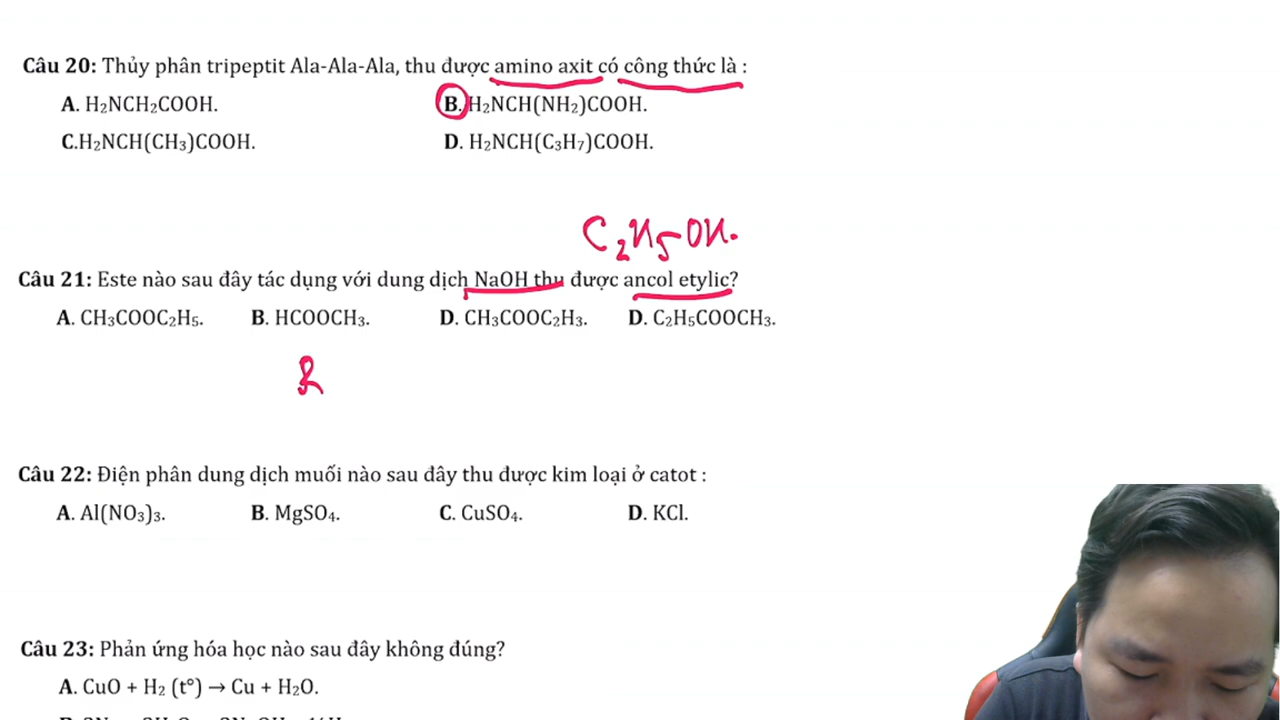 Câu 20: Thủy phân tripeptit Ala-Ala-Ala, thu được amino axit có công thức là :
A. H₂NCH₂COOH. B. H₂NCH(NH₂)COOH.
C.H₂NCH(CH₃)COOH. D. H₂NCH(C₃H₇)COOH.
C₂H₅OH.
Câu 21: Este nào sau đây tác dụng với dung dịch NaOH thu được ancol etylic?
A. CH₃COOC₂H₅. B. HCOOCH₃. D. CH₃COOC₂H₃. D. C₂H₅COOCH₃.
R
Câu 22: Điện phân dung dịch muối nào sau đây thu được kim loại ở catot :
A. Al(NO₃)₃. B. MgSO₄. C. CuSO₄. D. KCl.
Câu 23: Phản ứng hóa học nào sau đây không đúng?
A. CuO + H₂ (t°) → Cu + H₂O.